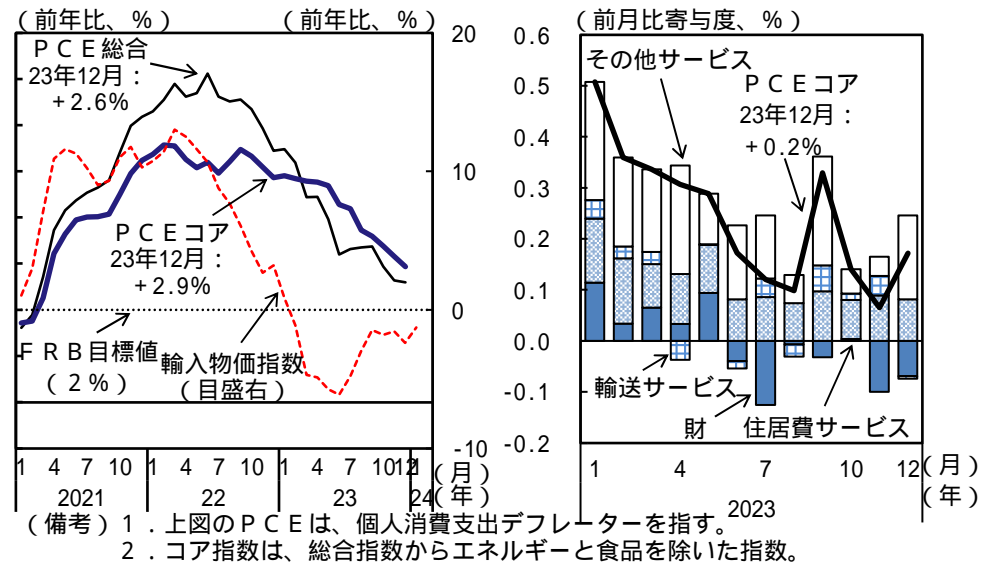 （前年比、％）
（前年比、％）
ＰＣＥ総合
23年12月：
＋2.6%
ＰＣＥコア
23年12月：
＋2.9%
ＦＲＢ目標値
（２％）
輸入物価指数
（目盛右）
20
10
0
-10
1 4 7 10 1 4 7 10 1 4 7 10 12 1
（月）
2021 22 23 24
（年）
（前月比寄与度、％）
0.6
0.5
0.4
0.3
0.2
0.1
0.0
-0.1
-0.2
その他サービス
ＰＣＥコア
23年12月：
＋0.2%
輸送サービス
財
住居費サービス
1 4 7 10 12
（月）
2023
（年）
（備考）１．上図のＰＣＥは、個人消費支出デフレーターを指す。
２．コア指数は、総合指数からエネルギーと食品を除いた指数。